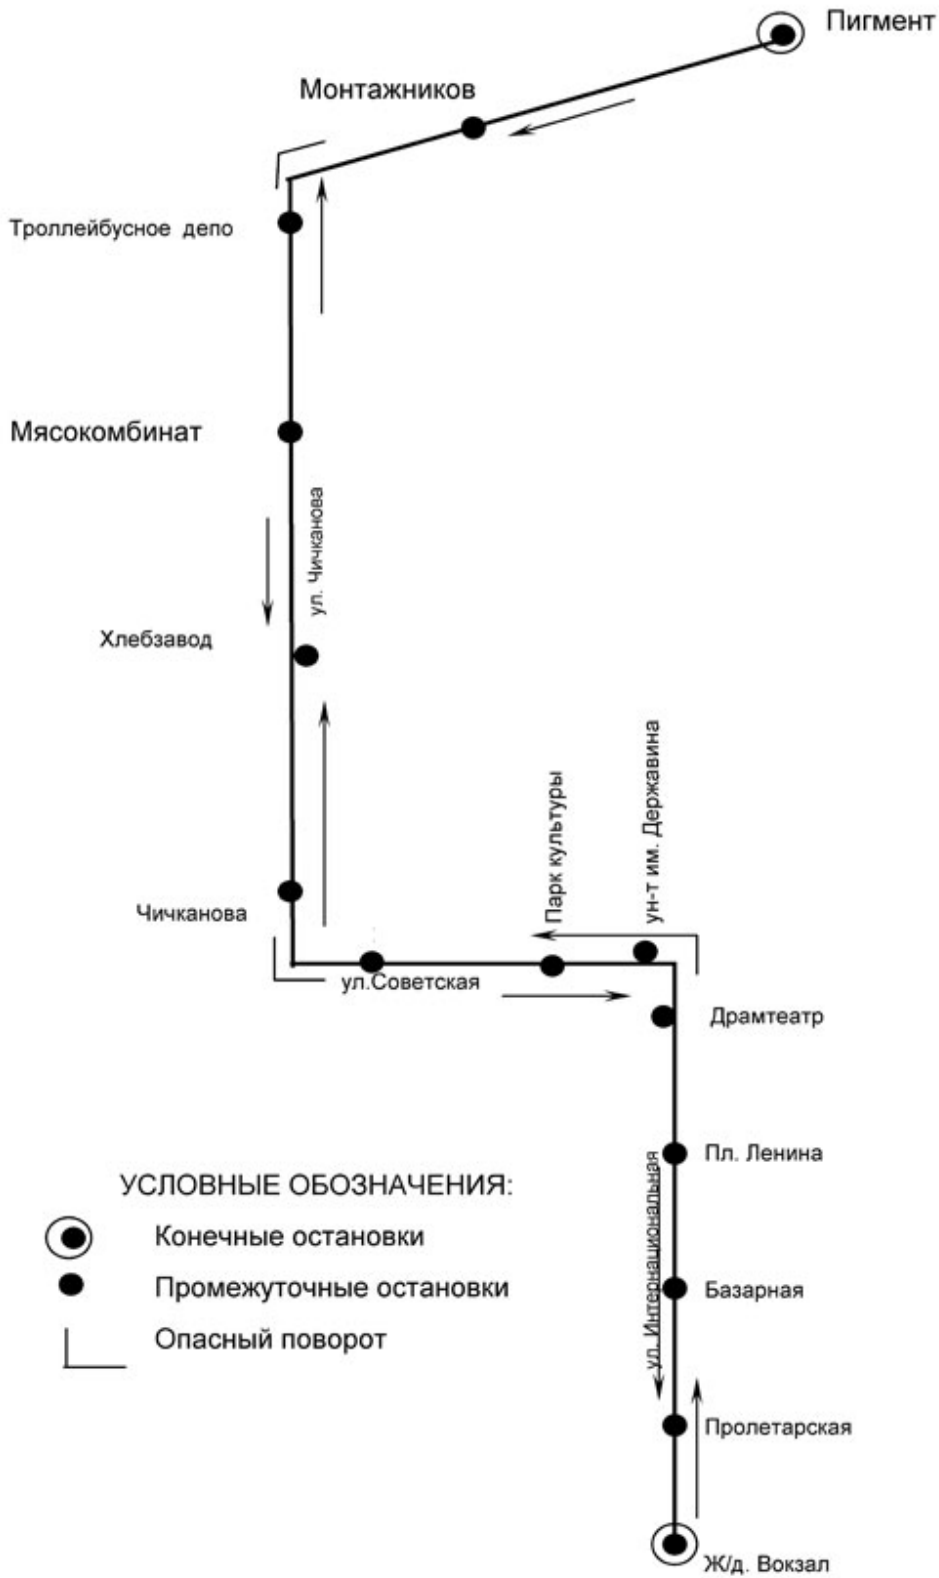 Пигмент
Монтажников
Троллейбусное депо
Мясокомбинат
ул. Чичканова
Хлебзавод
Парк культуры
ун-т им. Державина
Чичканова
ул.Советская
Драмтеатр
Пл. Ленина
ул. Интернациональная
УСЛОВНЫЕ ОБОЗНАЧЕНИЯ:
Конечные остановки
Промежуточные остановки
Опасный поворот
Базарная
Пролетарская
Ж/д. Вокзал